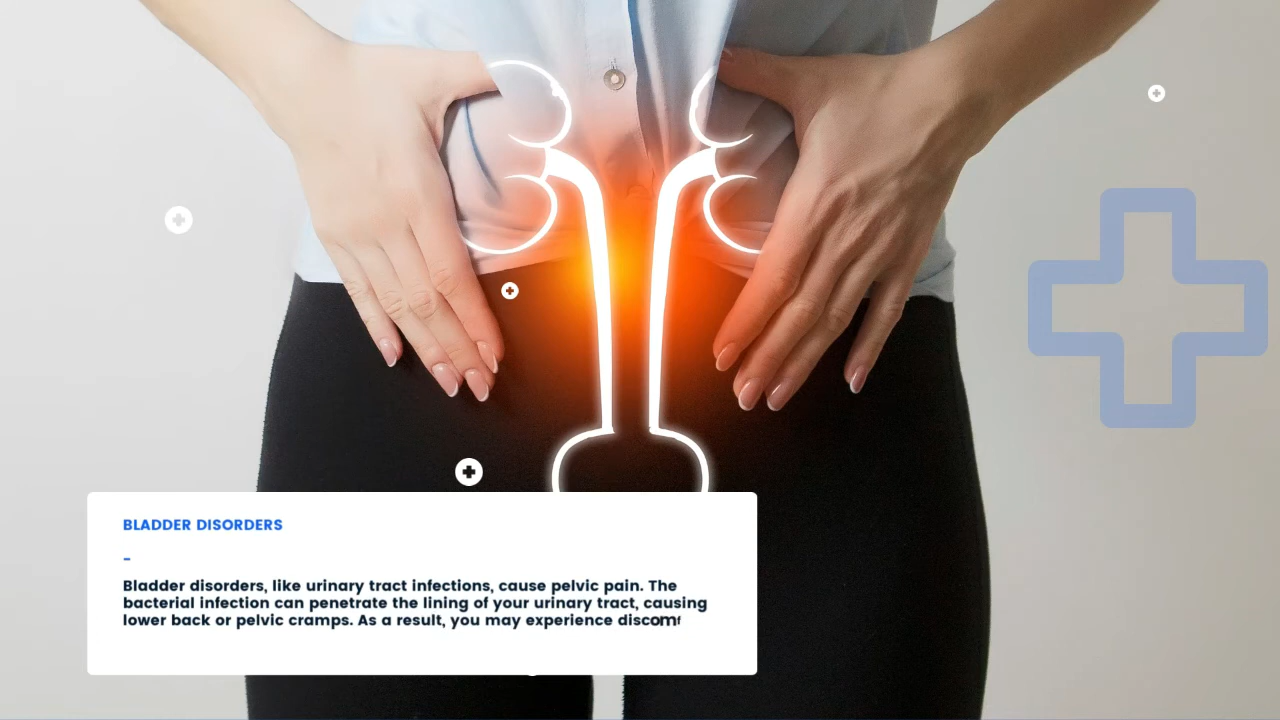 BLADDER DISORDERS
-
Bladder disorders, like urinary tract infections, cause pelvic pain. The
bacterial infection can penetrate the lining of your urinary tract, causing
lower back or pelvic cramps. As a result, you may experience